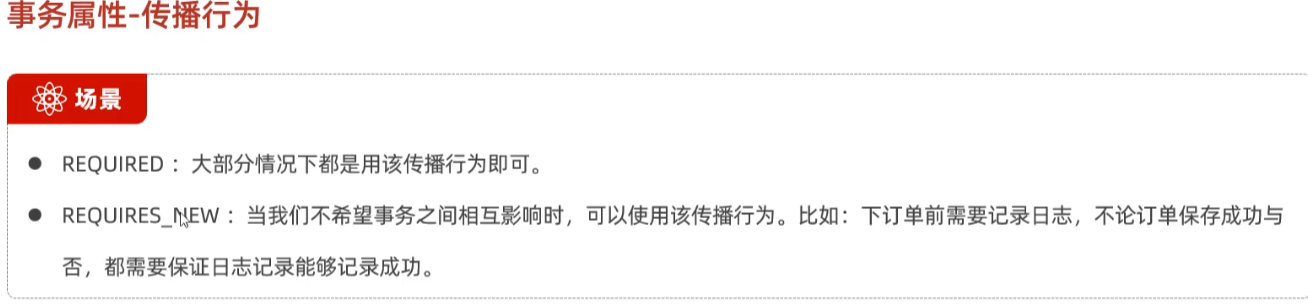 事务属性-传播行为
场景
● REQUIRED：大部分情况下都是用该传播行为即可。
● REQUIRES_NEW：当我们不希望事务之间相互影响时，可以使用该传播行为。比如：下订单前需要记录日志，不论订单保存成功与
否，都需要保证日志记录能够记录成功。